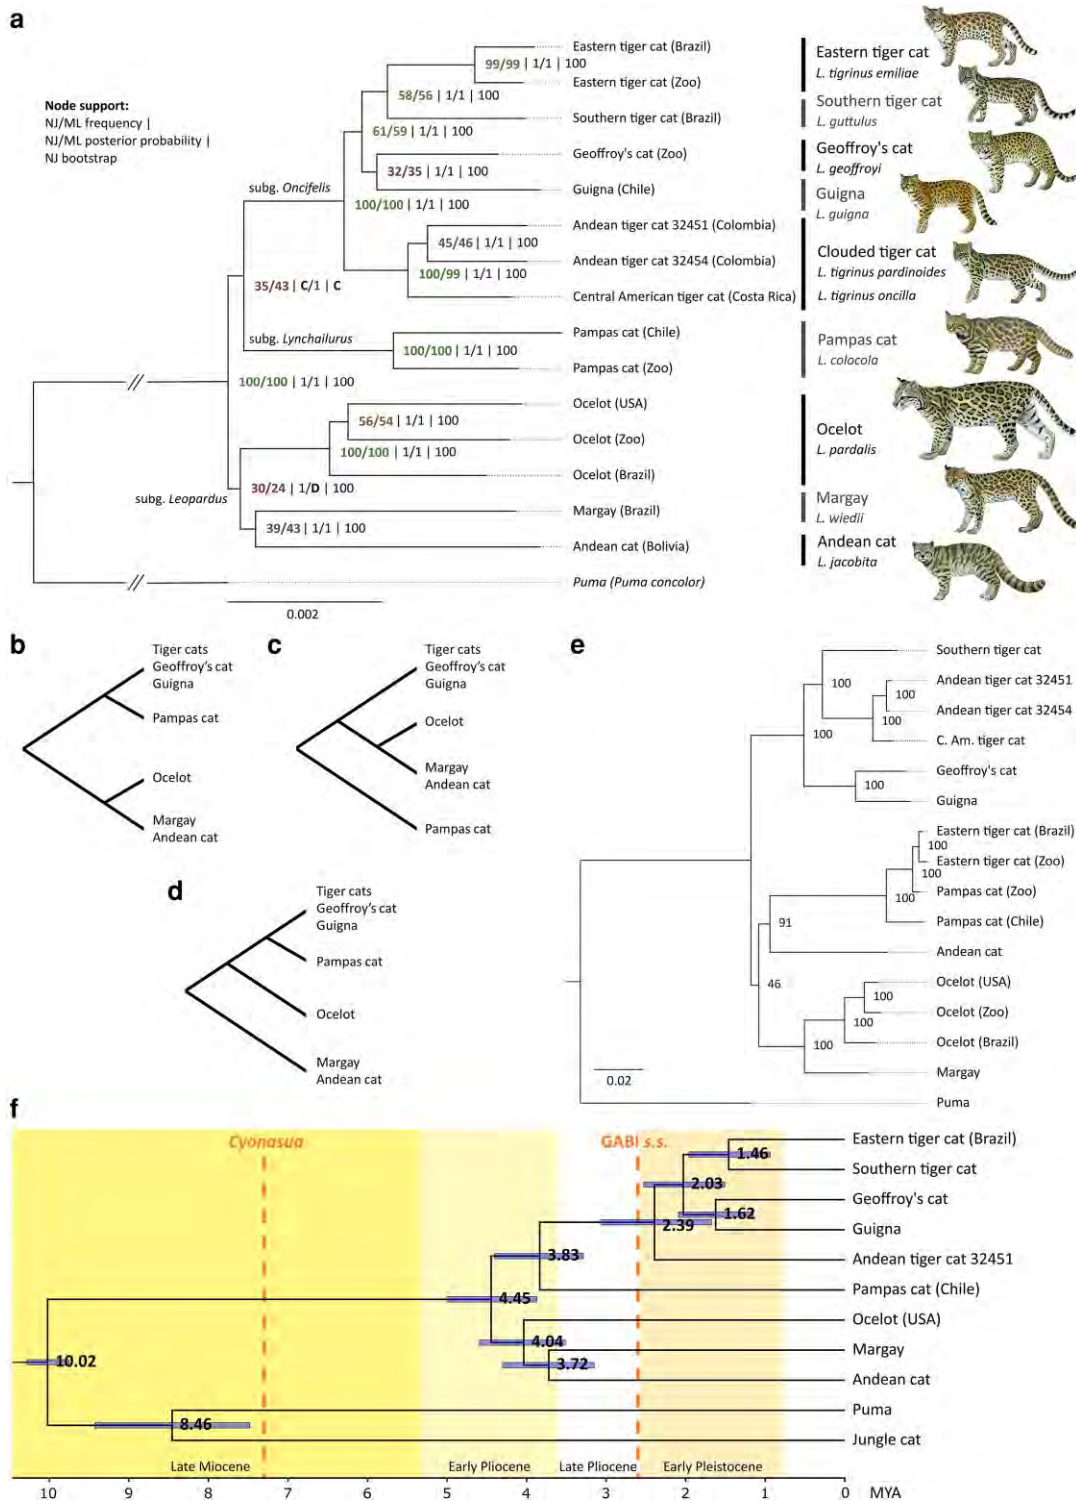 a
Node support:
NJ/ML frequency |
NJ/ML posterior probability |
NJ bootstrap
Eastern tiger cat (Brazil)
99/99 | 1/1 | 100
Eastern tiger cat (Zoo)
58/56 | 1/1 | 100
Southern tiger cat (Brazil)
61/59 | 1/1 | 100
Geoffroy's cat (Zoo)
32/35 | 1/1 | 100
Guigna (Chile)
subg. Oncifelis
100/100 | 1/1 | 100
Andean tiger cat 32451 (Colombia)
45/46 | 1/1 | 100
Andean tiger cat 32454 (Colombia)
100/99 | 1/1 | 100
35/43 | C/1 | C
Central American tiger cat (Costa Rica)
Pampas cat (Chile)
subg. Lynchailurus
100/100 | 1/1 | 100
Pampas cat (Zoo)
100/100 | 1/1 | 100
Ocelot (USA)
56/54 | 1/1 | 100
Ocelot (Zoo)
100/100 | 1/1 | 100
Ocelot (Brazil)
30/24 | 1/D | 100
subg. Leopardus
Margay (Brazil)
39/43 | 1/1 | 100
Andean cat (Bolivia)
Puma (Puma concolor)
0.002
Eastern tiger cat
L. tigrinus emiliae
Southern tiger cat
L. guttulus
Geoffroy's cat
L. geoffroyi
Guigna
L. guigna
Clouded tiger cat
L. tigrinus pardinoides
L. tigrinus oncilla
Pampas cat
L. colocola
Ocelot
L. pardalis
Margay
L. wiedii
Andean cat
L. jacobita
b
Tiger cats
Geoffroy's cat
Guigna
Pampas cat
Ocelot
Margay
Andean cat
c
Tiger cats
Geoffroy's cat
Guigna
Ocelot
Margay
Andean cat
Pampas cat
d
Tiger cats
Geoffroy's cat
Guigna
Pampas cat
Ocelot
Margay
Andean cat
e
Southern tiger cat
100
Andean tiger cat 32451
100
Andean tiger cat 32454
100
100
C. Am. tiger cat
Geoffroy's cat
100
Guigna
Eastern tiger cat (Brazil)
100
Eastern tiger cat (Zoo)
100
Pampas cat (Zoo)
100
Pampas cat (Chile)
91
Andean cat
46
Ocelot (USA)
100
Ocelot (Zoo)
100
Ocelot (Brazil)
100
Margay
0.02
Puma
f
Cyonasua
GABI s.s.
Eastern tiger cat (Brazil)
1.46
Southern tiger cat
2.03
Geoffroy's cat
1.62
2.39
Guigna
3.83
Andean tiger cat 32451
Pampas cat (Chile)
4.45
Ocelot (USA)
4.04
Margay
3.72
10.02
Andean cat
Puma
8.46
Jungle cat
Late Miocene
Early Pliocene
Late Pliocene
Early Pleistocene
10 9 8 7 6 5 4 3 2 1 0 MYA